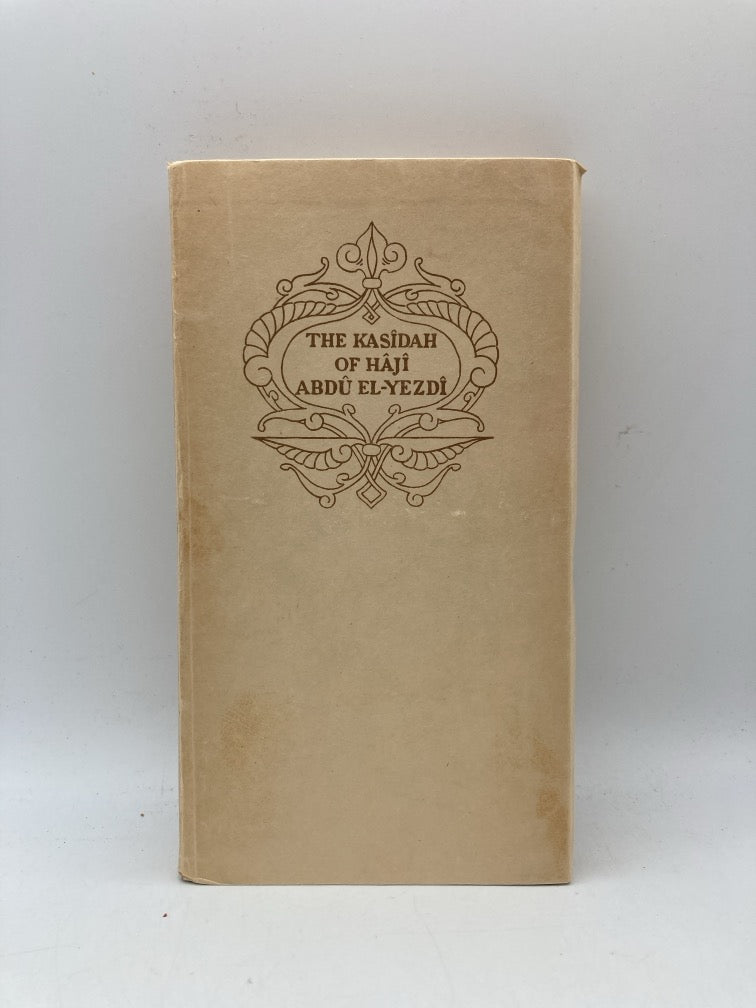 THE KASÎDAH
OF HÂJÎ
ABDÛ EL-YEZDÎ